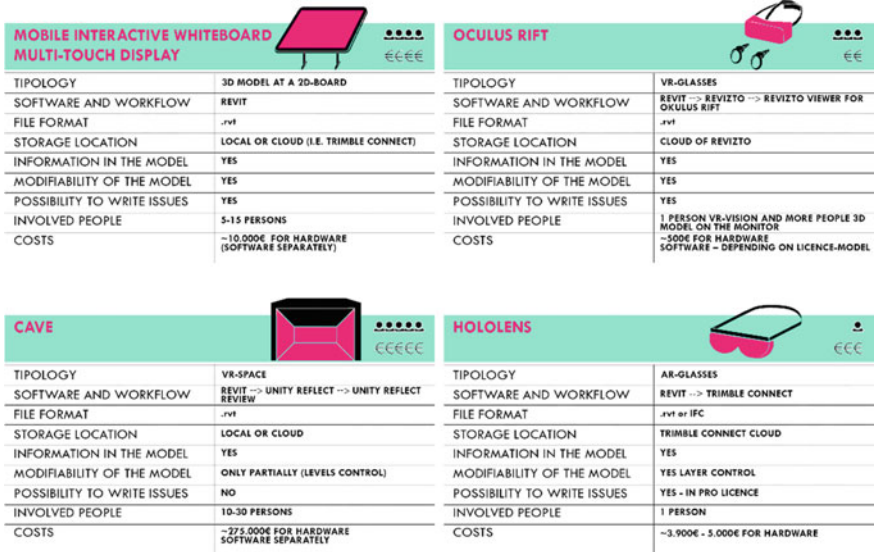 MOBILE INTERACTIVE WHITEBOARD
MULTI-TOUCH DISPLAY
€€€€
TIPOLOGY
3D MODEL AT A 2D-BOARD
SOFTWARE AND WORKFLOW
REVIT
FILE FORMAT
.rvt
STORAGE LOCATION
LOCAL OR CLOUD (I.E. TRIMBLE CONNECT)
INFORMATION IN THE MODEL
YES
MODIFIABILITY OF THE MODEL
YES
POSSIBILITY TO WRITE ISSUES
YES
INVOLVED PEOPLE
5-15 PERSONS
COSTS
~10.000€ FOR HARDWARE
(SOFTWARE SEPARATELY)
OCULUS RIFT
€€
TIPOLOGY
VR-GLASSES
SOFTWARE AND WORKFLOW
REVIT --> REVIZTO --> REVIZTO VIEWER FOR
OKULUS RIFT
FILE FORMAT
.rvt
STORAGE LOCATION
CLOUD OF REVIZTO
INFORMATION IN THE MODEL
YES
MODIFIABILITY OF THE MODEL
YES
POSSIBILITY TO WRITE ISSUES
YES
INVOLVED PEOPLE
1 PERSON VR-VISION AND MORE PEOPLE 3D
MODEL ON THE MONITOR
COSTS
~500€ FOR HARDWARE
SOFTWARE – DEPENDING ON LICENCE-MODEL
CAVE
€€€€€
TIPOLOGY
VR-SPACE
SOFTWARE AND WORKFLOW
REVIT --> UNITY REFLECT --> UNITY REFLECT
REVIEW
FILE FORMAT
.rvt
STORAGE LOCATION
LOCAL OR CLOUD
INFORMATION IN THE MODEL
YES
MODIFIABILITY OF THE MODEL
ONLY PARTIALLY (LEVELS CONTROL)
POSSIBILITY TO WRITE ISSUES
NO
INVOLVED PEOPLE
10-30 PERSONS
COSTS
~275.000€ FOR HARDWARE
SOFTWARE SEPARATELY
HOLOLENS
€€€
TIPOLOGY
AR-GLASSES
SOFTWARE AND WORKFLOW
REVIT --> TRIMBLE CONNECT
FILE FORMAT
.rvt or IFC
STORAGE LOCATION
TRIMBLE CONNECT CLOUD
INFORMATION IN THE MODEL
YES
MODIFIABILITY OF THE MODEL
YES LAYER CONTROL
POSSIBILITY TO WRITE ISSUES
YES - IN PRO LICENCE
INVOLVED PEOPLE
1 PERSON
COSTS
~3.900€ - 5.000€ FOR HARDWARE